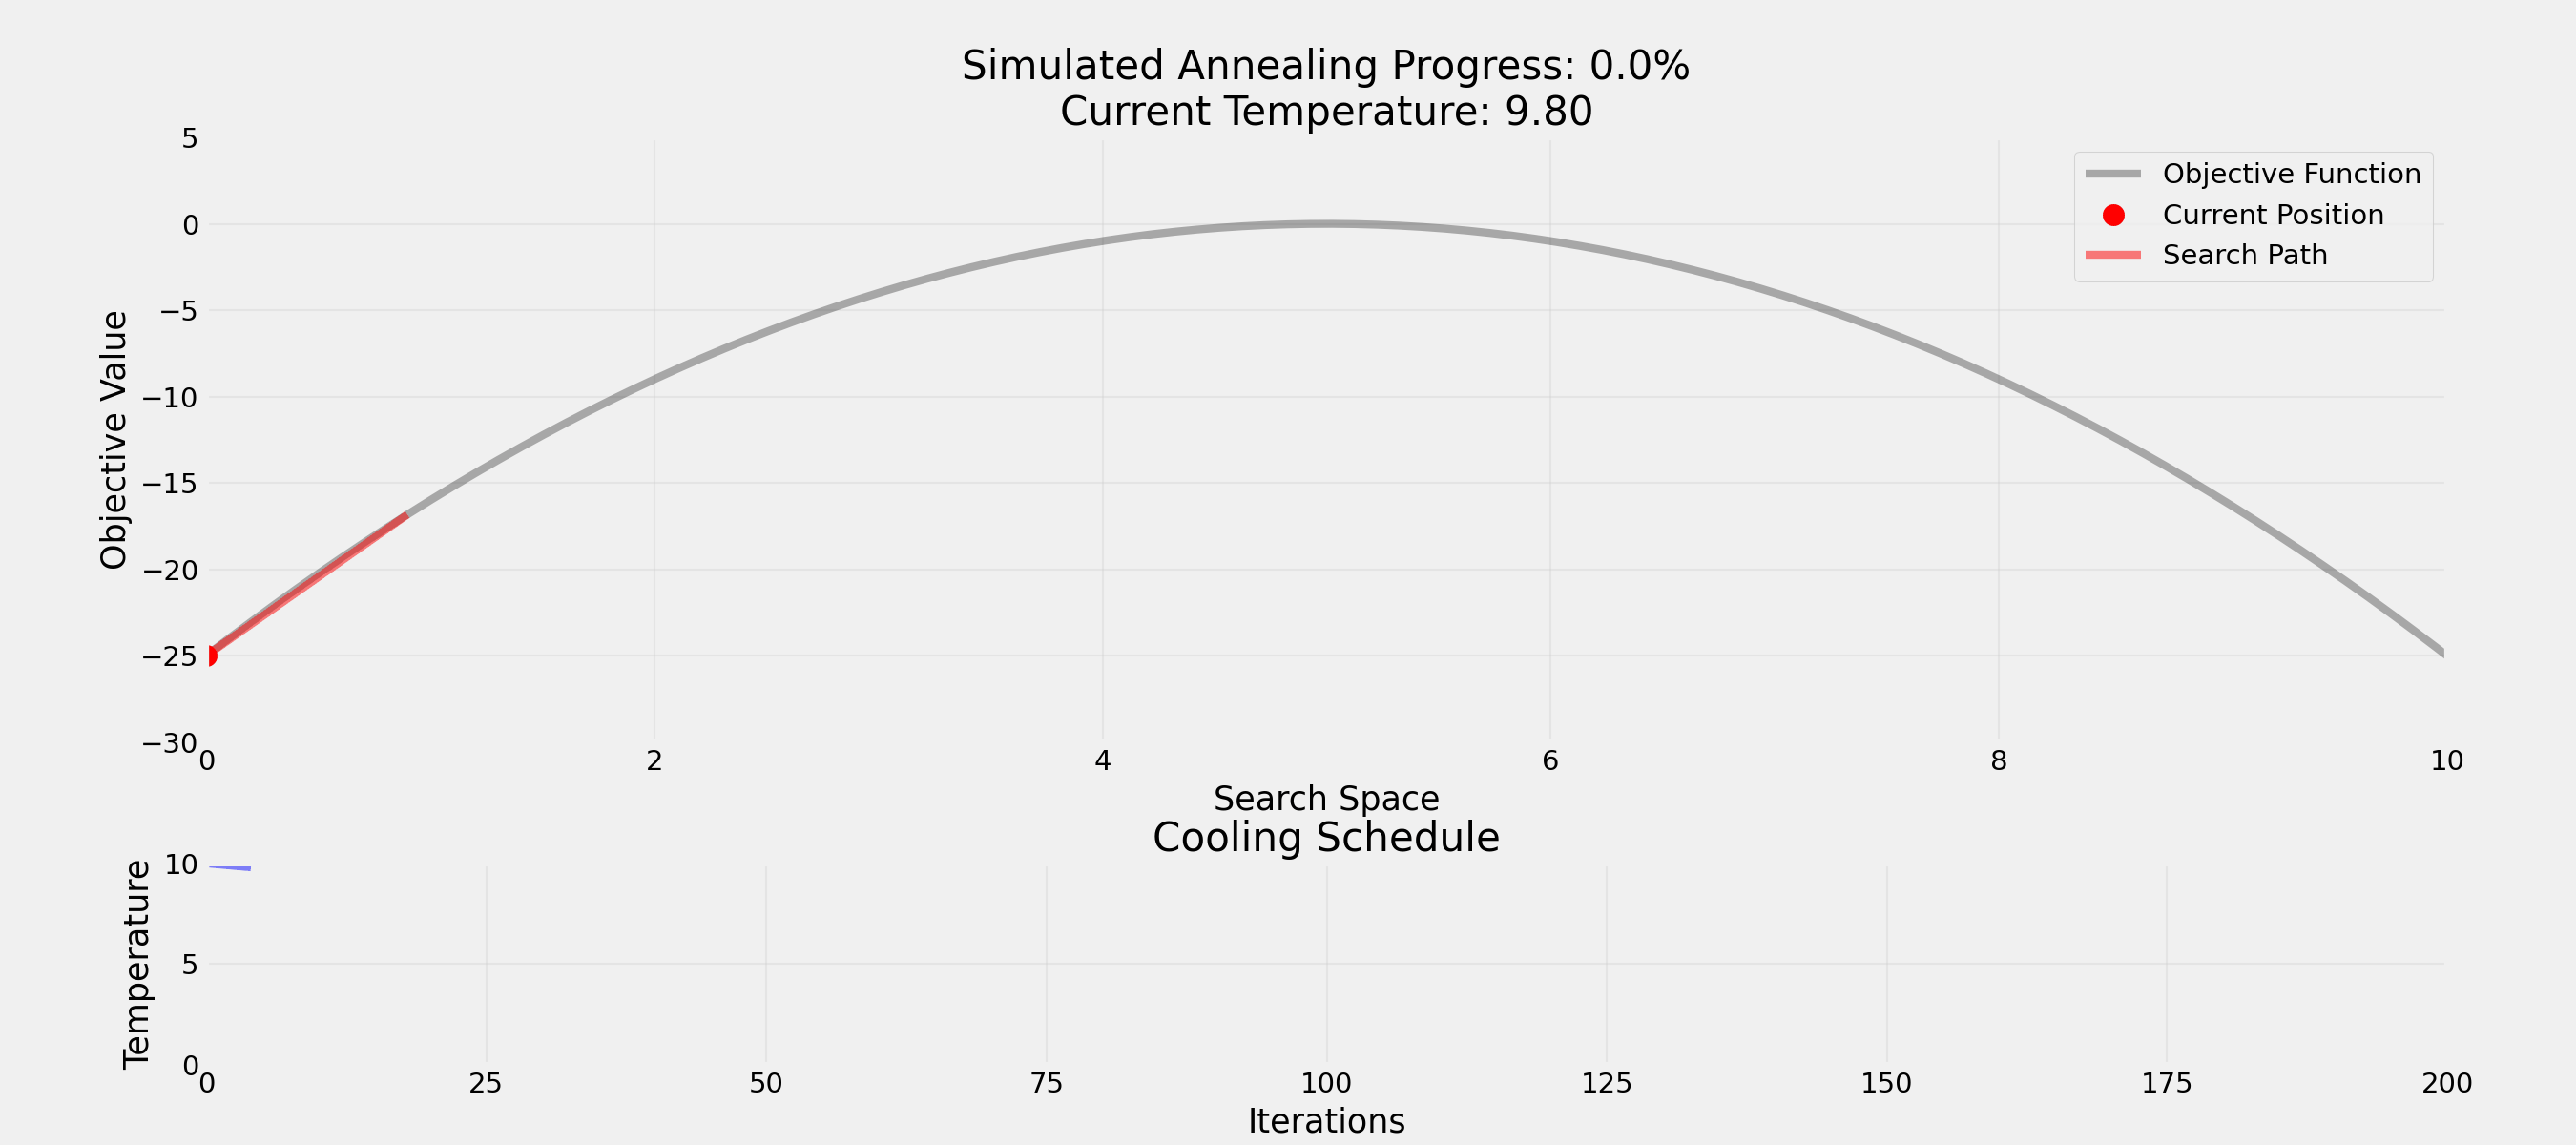 Simulated Annealing Progress: 0.0%
Current Temperature: 9.80
5
0
−5
−10
−15
−20
−25
−30
Objective Value
Objective Function
Current Position
Search Path
0
2
4
6
8
10
Search Space
Cooling Schedule
10
5
0
Temperature
0
25
50
75
100
125
150
175
200
Iterations